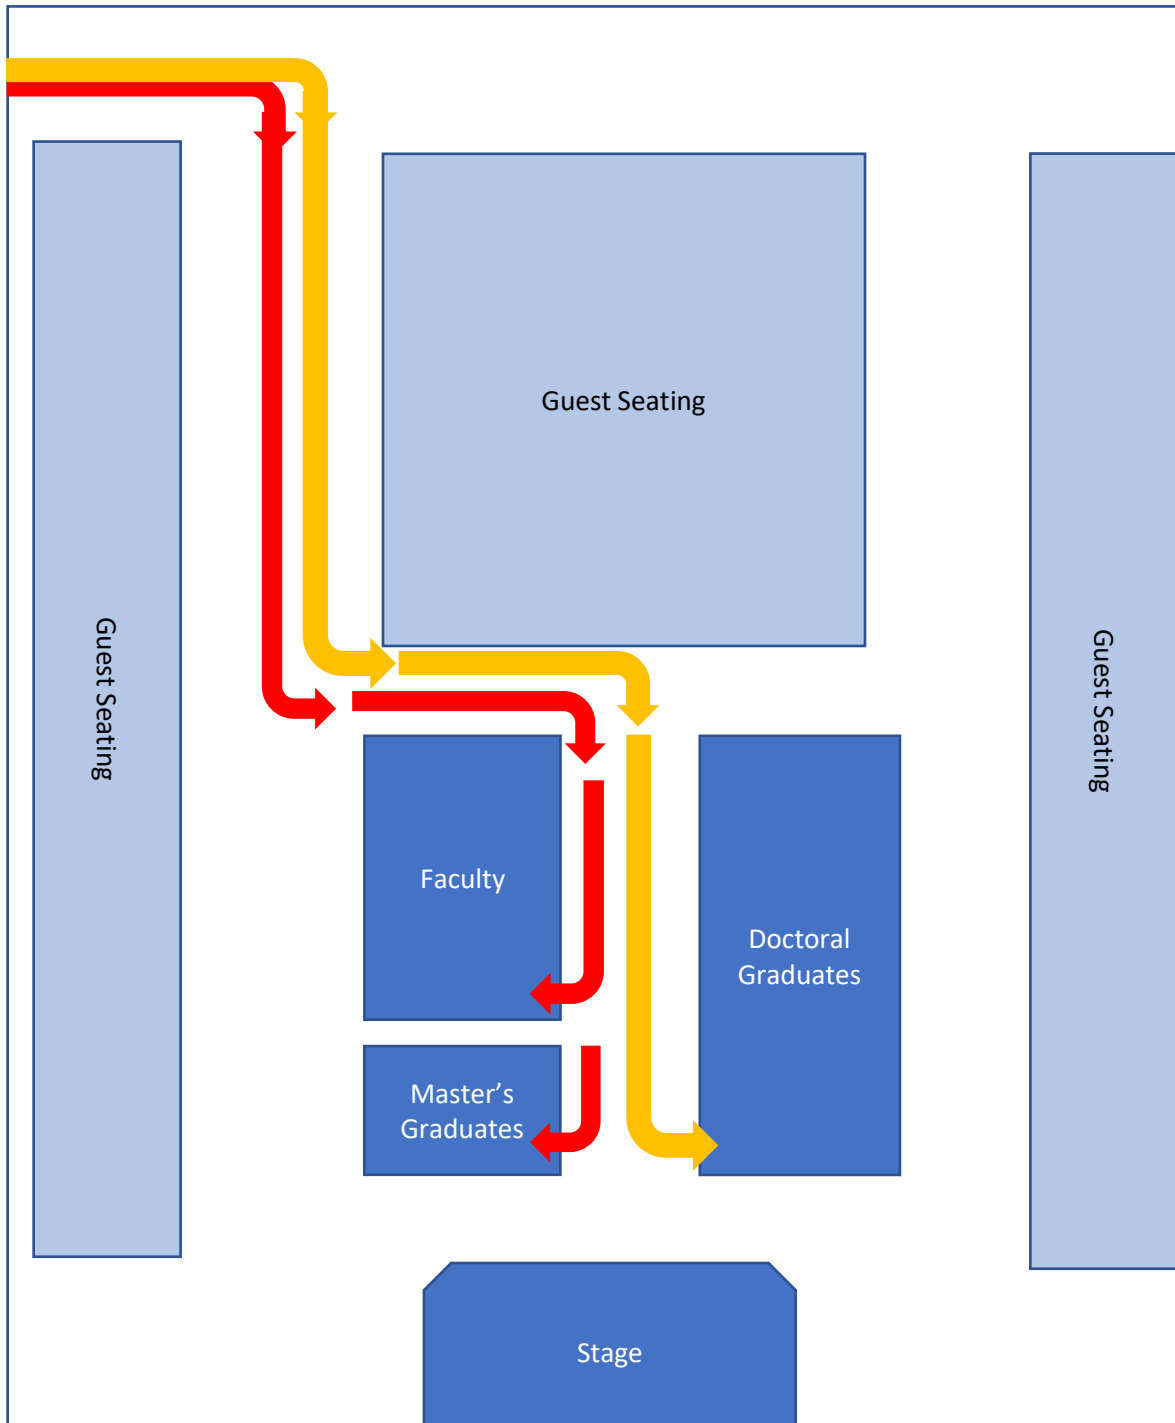 Guest Seating
Guest Seating
Guest Seating
Faculty
Doctoral
Graduates
Master’s
Graduates
Stage